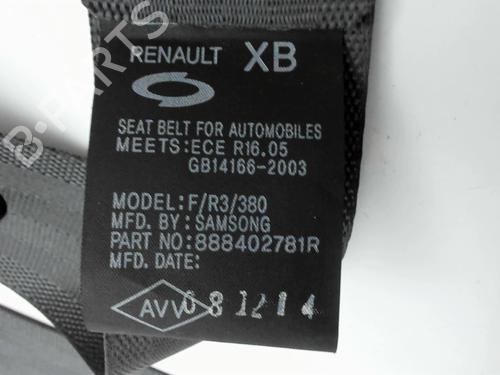 RENAULT XB
SEAT BELT FOR AUTOMOBILES
MEETS:ECE R16.05
GB14166-2003
MODEL:F/R3/380
MFD. BY: SAMSONG
PART NO:888402781R
MFD. DATE:
AVV 081214